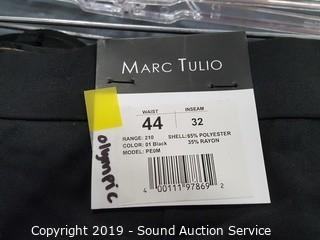 MARC TULIO
WAIST INSEAM
44 32
RANGE: 210 SHELL: 65% POLYESTER
COLOR: 01 Black 35% RAYON
MODEL: PE0M
4 00111 97869 2
olympic
Copyright 2019 - Sound Auction Service